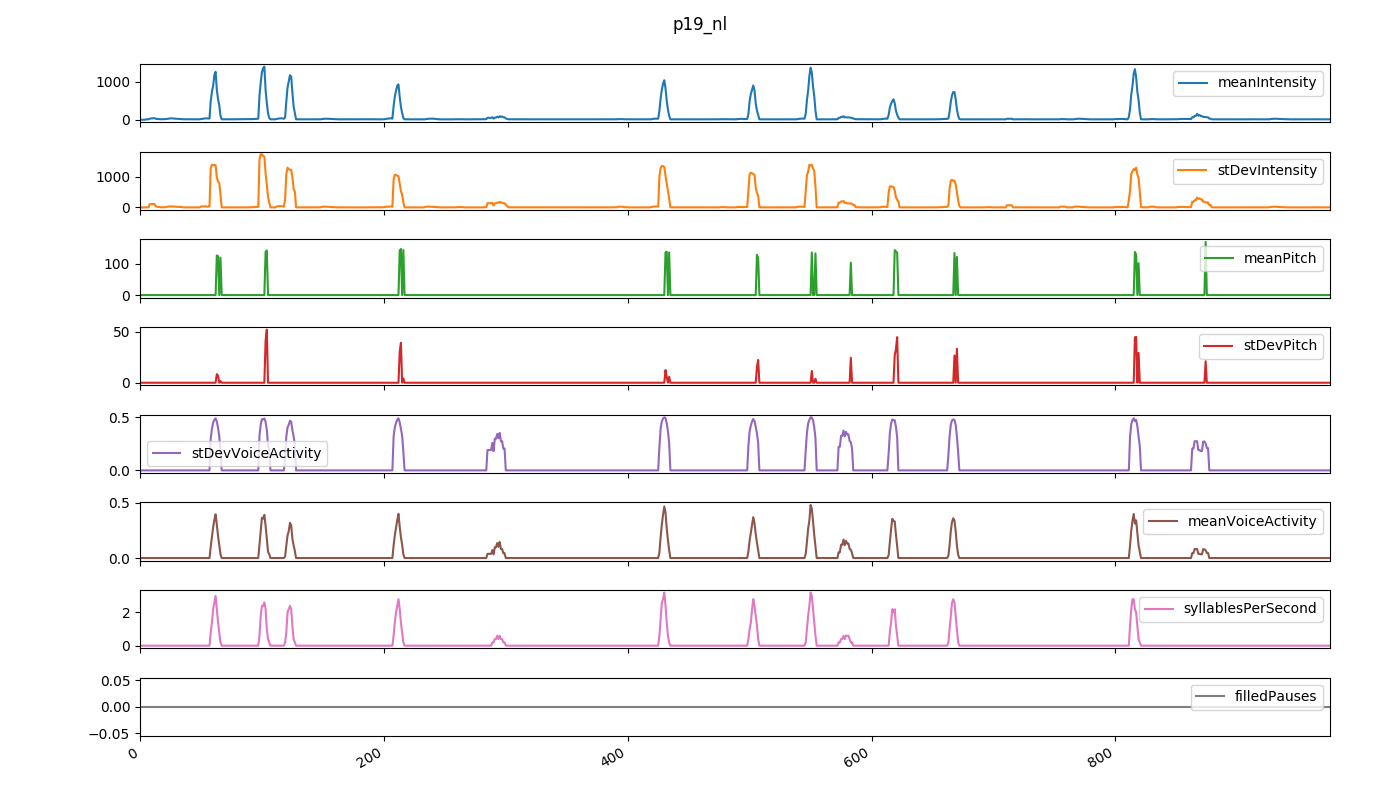 p19_nl
1000
0
meanIntensity
1000
0
stDevIntensity
100
0
meanPitch
50
0
stDevPitch
0.5
0.0
stDevVoiceActivity
0.5
0.0
meanVoiceActivity
2
0
syllablesPerSecond
0.05
0.00
−0.05
filledPauses
0
200
400
600
800